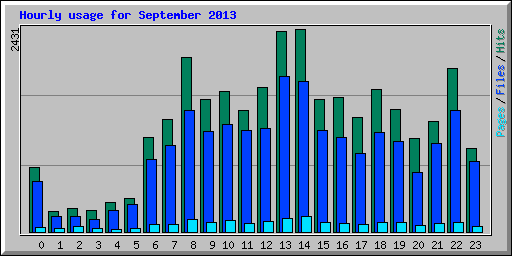 Hourly usage for September 2013
2431
Pages/Files/Hits
0 1 2 3 4 5 6 7 8 9 10 11 12 13 14 15 16 17 18 19 20 21 22 23